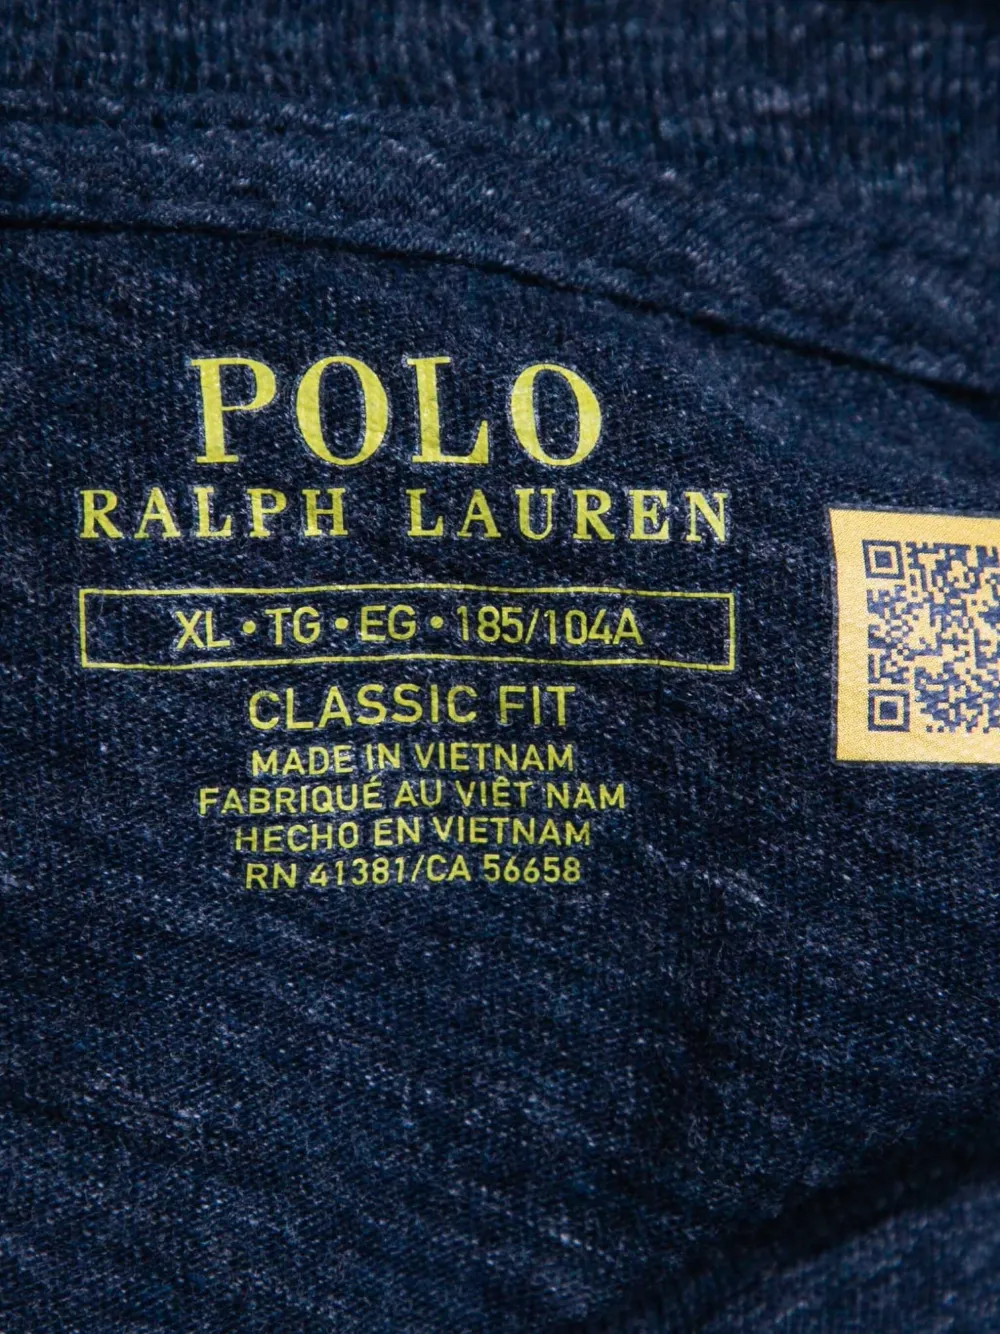 POLO
RALPH LAUREN
XL • TG • EG • 185/104A
CLASSIC FIT
MADE IN VIETNAM
FABRIQUÉ AU VIÊT NAM
HECHO EN VIETNAM
RN 41381/CA 56658